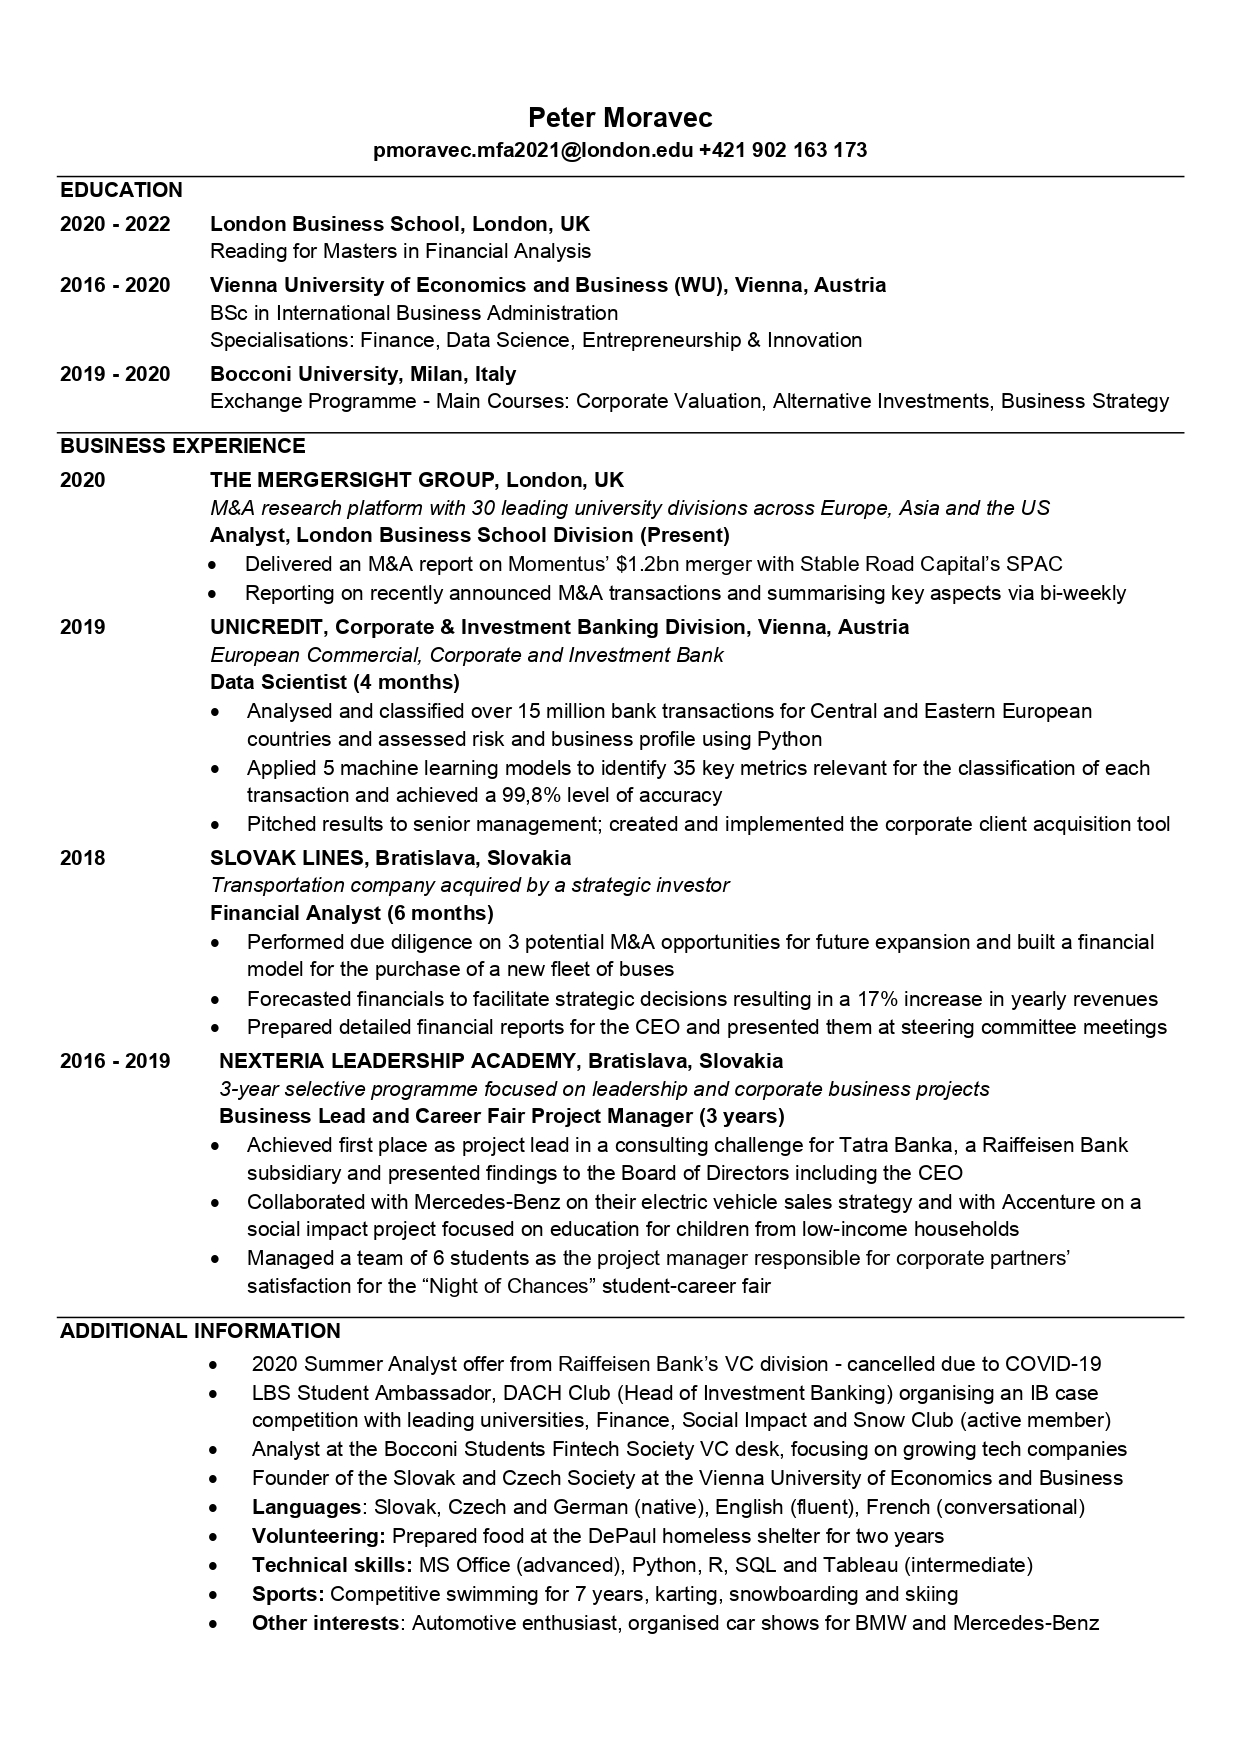 Peter Moravec
pmoravec.mfa2021@london.edu +421 902 163 173
EDUCATION
2020 - 2022 London Business School, London, UK
Reading for Masters in Financial Analysis
2016 - 2020 Vienna University of Economics and Business (WU), Vienna, Austria
BSc in International Business Administration
Specialisations: Finance, Data Science, Entrepreneurship & Innovation
2019 - 2020 Bocconi University, Milan, Italy
Exchange Programme - Main Courses: Corporate Valuation, Alternative Investments, Business Strategy
BUSINESS EXPERIENCE
2020 THE MERGERSIGHT GROUP, London, UK
M&A research platform with 30 leading university divisions across Europe, Asia and the US
Analyst, London Business School Division (Present)
• Delivered an M&A report on Momentus’ $1.2bn merger with Stable Road Capital’s SPAC
• Reporting on recently announced M&A transactions and summarising key aspects via bi-weekly
2019 UNICREDIT, Corporate & Investment Banking Division, Vienna, Austria
European Commercial, Corporate and Investment Bank
Data Scientist (4 months)
• Analysed and classified over 15 million bank transactions for Central and Eastern European
countries and assessed risk and business profile using Python
• Applied 5 machine learning models to identify 35 key metrics relevant for the classification of each
transaction and achieved a 99,8% level of accuracy
• Pitched results to senior management; created and implemented the corporate client acquisition tool
2018 SLOVAK LINES, Bratislava, Slovakia
Transportation company acquired by a strategic investor
Financial Analyst (6 months)
• Performed due diligence on 3 potential M&A opportunities for future expansion and built a financial
model for the purchase of a new fleet of buses
• Forecasted financials to facilitate strategic decisions resulting in a 17% increase in yearly revenues
• Prepared detailed financial reports for the CEO and presented them at steering committee meetings
2016 - 2019 NEXTERIA LEADERSHIP ACADEMY, Bratislava, Slovakia
3-year selective programme focused on leadership and corporate business projects
Business Lead and Career Fair Project Manager (3 years)
• Achieved first place as project lead in a consulting challenge for Tatra Banka, a Raiffeisen Bank
subsidiary and presented findings to the Board of Directors including the CEO
• Collaborated with Mercedes-Benz on their electric vehicle sales strategy and with Accenture on a
social impact project focused on education for children from low-income households
• Managed a team of 6 students as the project manager responsible for corporate partners’
satisfaction for the “Night of Chances” student-career fair
ADDITIONAL INFORMATION
• 2020 Summer Analyst offer from Raiffeisen Bank’s VC division - cancelled due to COVID-19
• LBS Student Ambassador, DACH Club (Head of Investment Banking) organising an IB case
competition with leading universities, Finance, Social Impact and Snow Club (active member)
• Analyst at the Bocconi Students Fintech Society VC desk, focusing on growing tech companies
• Founder of the Slovak and Czech Society at the Vienna University of Economics and Business
• Languages: Slovak, Czech and German (native), English (fluent), French (conversational)
• Volunteering: Prepared food at the DePaul homeless shelter for two years
• Technical skills: MS Office (advanced), Python, R, SQL and Tableau (intermediate)
• Sports: Competitive swimming for 7 years, karting, snowboarding and skiing
• Other interests: Automotive enthusiast, organised car shows for BMW and Mercedes-Benz